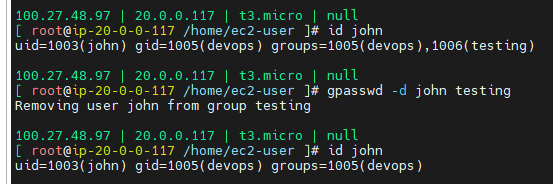 100.27.48.97 | 20.0.0.117 | t3.micro | null
[ root@ip-20-0-0-117 /home/ec2-user ]# id john
uid=1003(john) gid=1005(devops) groups=1005(devops),1006(testing)
100.27.48.97 | 20.0.0.117 | t3.micro | null
[ root@ip-20-0-0-117 /home/ec2-user ]# gpasswd -d john testing
Removing user john from group testing
100.27.48.97 | 20.0.0.117 | t3.micro | null
[ root@ip-20-0-0-117 /home/ec2-user ]# id john
uid=1003(john) gid=1005(devops) groups=1005(devops)